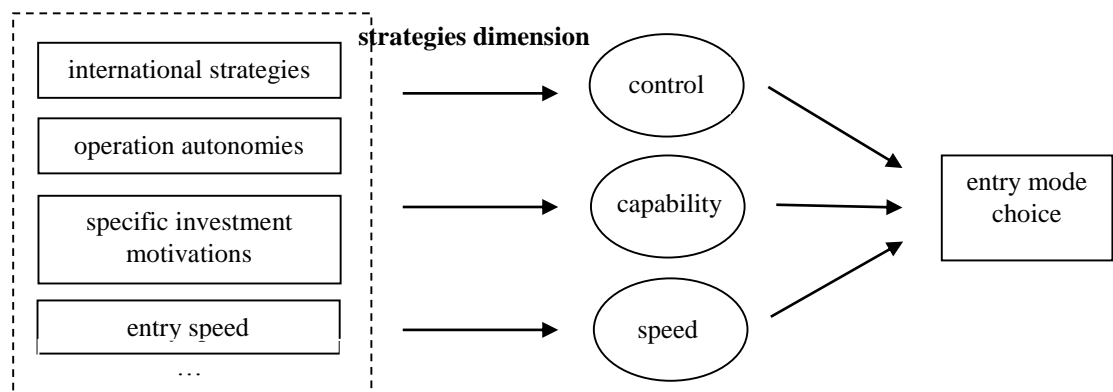 strategies dimension
international strategies
operation autonomies
specific investment
motivations
entry speed
…
control
capability
speed
entry mode
choice